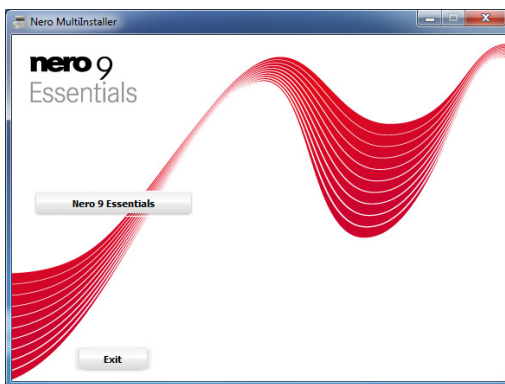 Nero MultiInstaller
nero 9
Essentials
Nero 9 Essentials
Exit